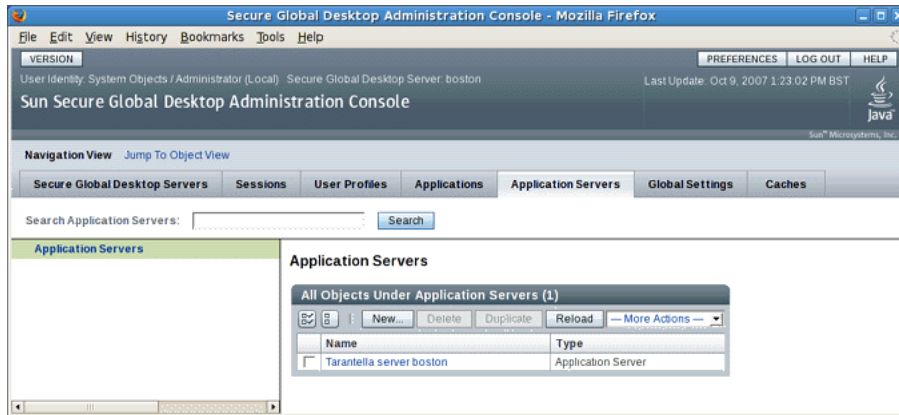 Secure Global Desktop Administration Console - Mozilla Firefox
File Edit View History Bookmarks Tools Help
VERSION PREFERENCES LOG OUT HELP
User Identity: System Objects / Administrator (Local) Secure Global Desktop Server: boston Last Update: Oct 9, 2007 1:23:02 PM BST
Sun Secure Global Desktop Administration Console
Java
Sun™ Microsystems, Inc.
Navigation View Jump To Object View
Secure Global Desktop Servers Sessions User Profiles Applications Application Servers Global Settings Caches
Search Application Servers: Search
Application Servers
Application Servers
All Objects Under Application Servers (1)
New... Delete Duplicate Reload — More Actions —
Name Type
Tarantella server boston Application Server